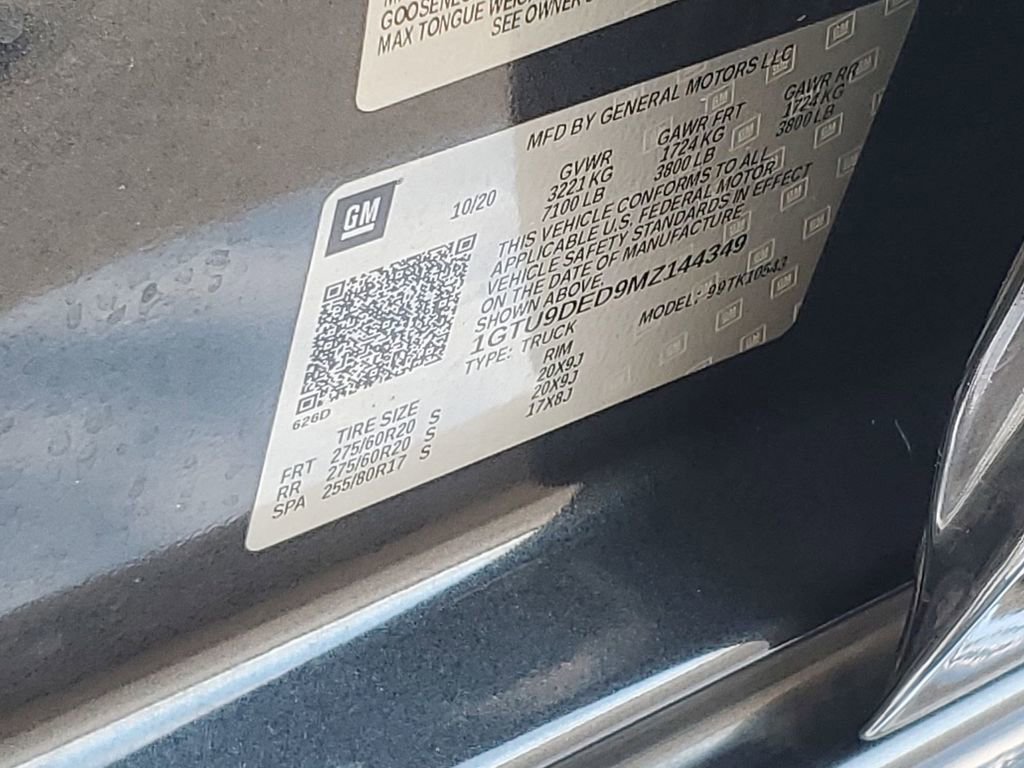 GOOSENEC
MAX TONGUE WEIG
SEE OWNER
GM
10/20
MFD BY GENERAL MOTORS LLC
GVWR GAWR FRT GAWR RR
3221 KG 1724 KG 1724 KG
7100 LB 3800 LB 3800 LB
THIS VEHICLE CONFORMS TO ALL
APPLICABLE U.S. FEDERAL MOTOR
VEHICLE SAFETY STANDARDS IN EFFECT
ON THE DATE OF MANUFACTURE
SHOWN ABOVE.
1GTU9DED9MZ144349
TYPE: TRUCK MODEL: 99TK10543
626D
TIRE SIZE RIM
FRT 275/60R20 S 20X9J
RR 275/60R20 S 20X9J
SPA 255/80R17 S 17X8J